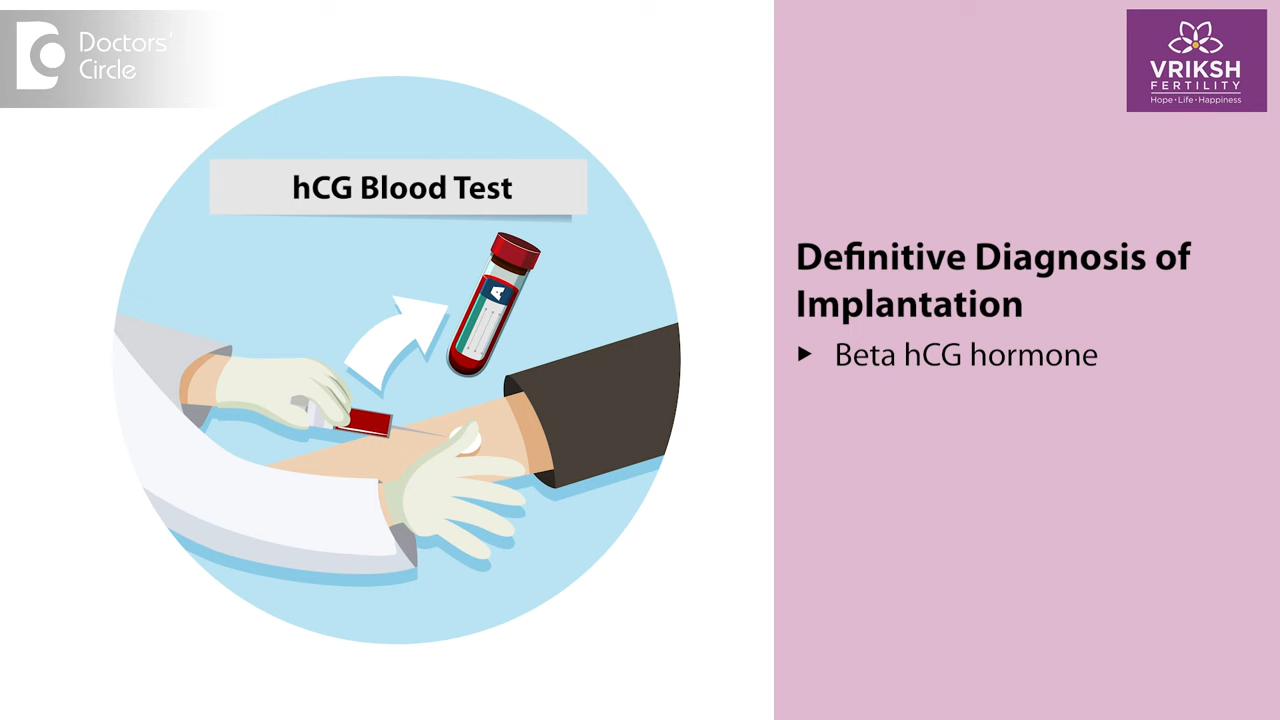 Doctors'
Circle
VRIKSH
FERTILITY
Hope • Life • Happiness
hCG Blood Test
A
Definitive Diagnosis of
Implantation
▶ Beta hCG hormone